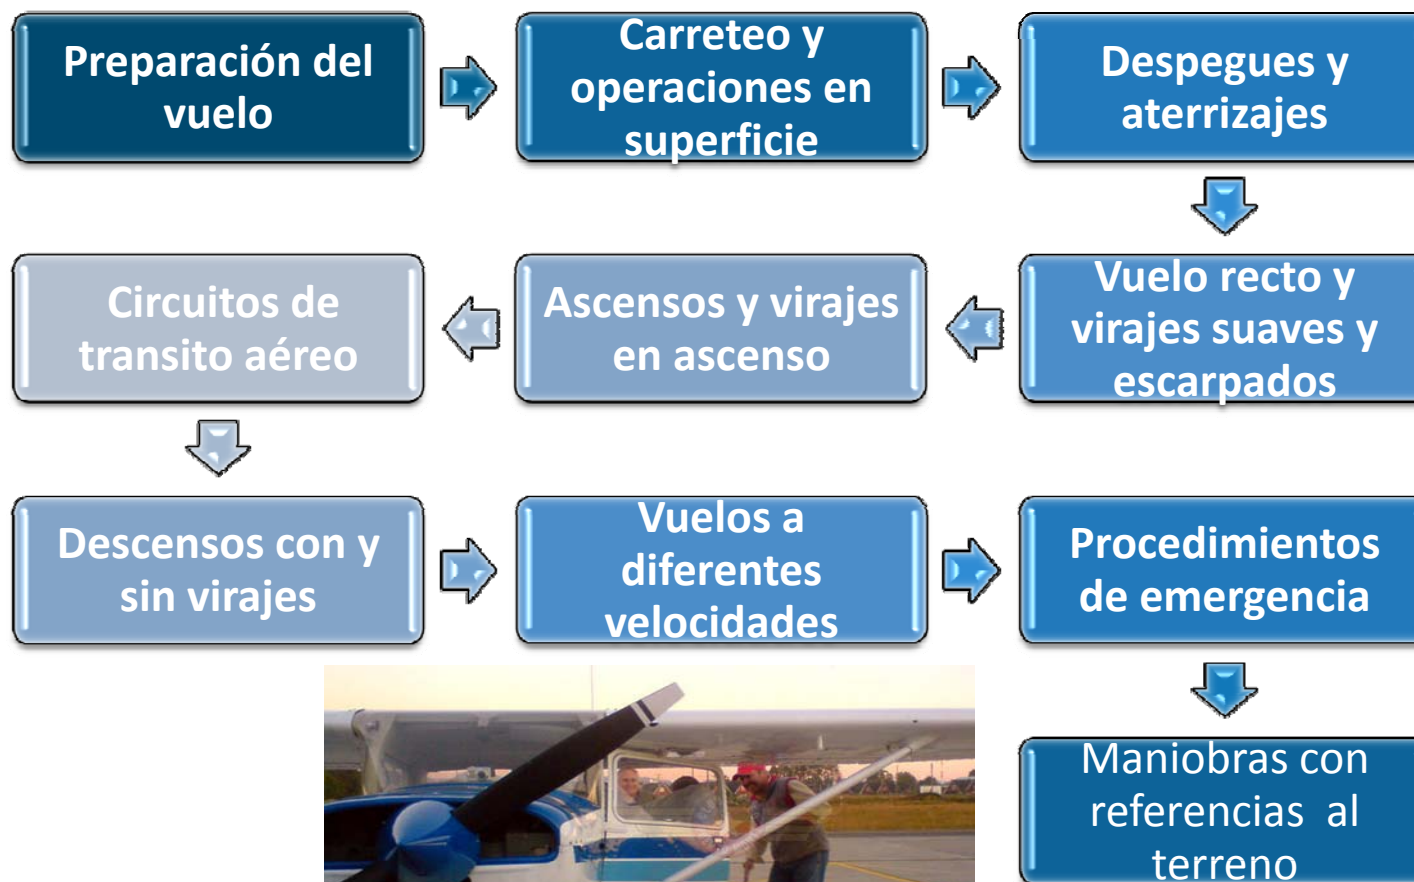 Preparación del
vuelo
Carreteo y
operaciones en
superficie
Despegues y
aterrizajes
Vuelo recto y
virajes suaves y
escarpados
Ascensos y virajes
en ascenso
Circuitos de
transito aéreo
Descensos con y
sin virajes
Vuelos a
diferentes
velocidades
Procedimientos
de emergencia
Maniobras con
referencias al
terreno